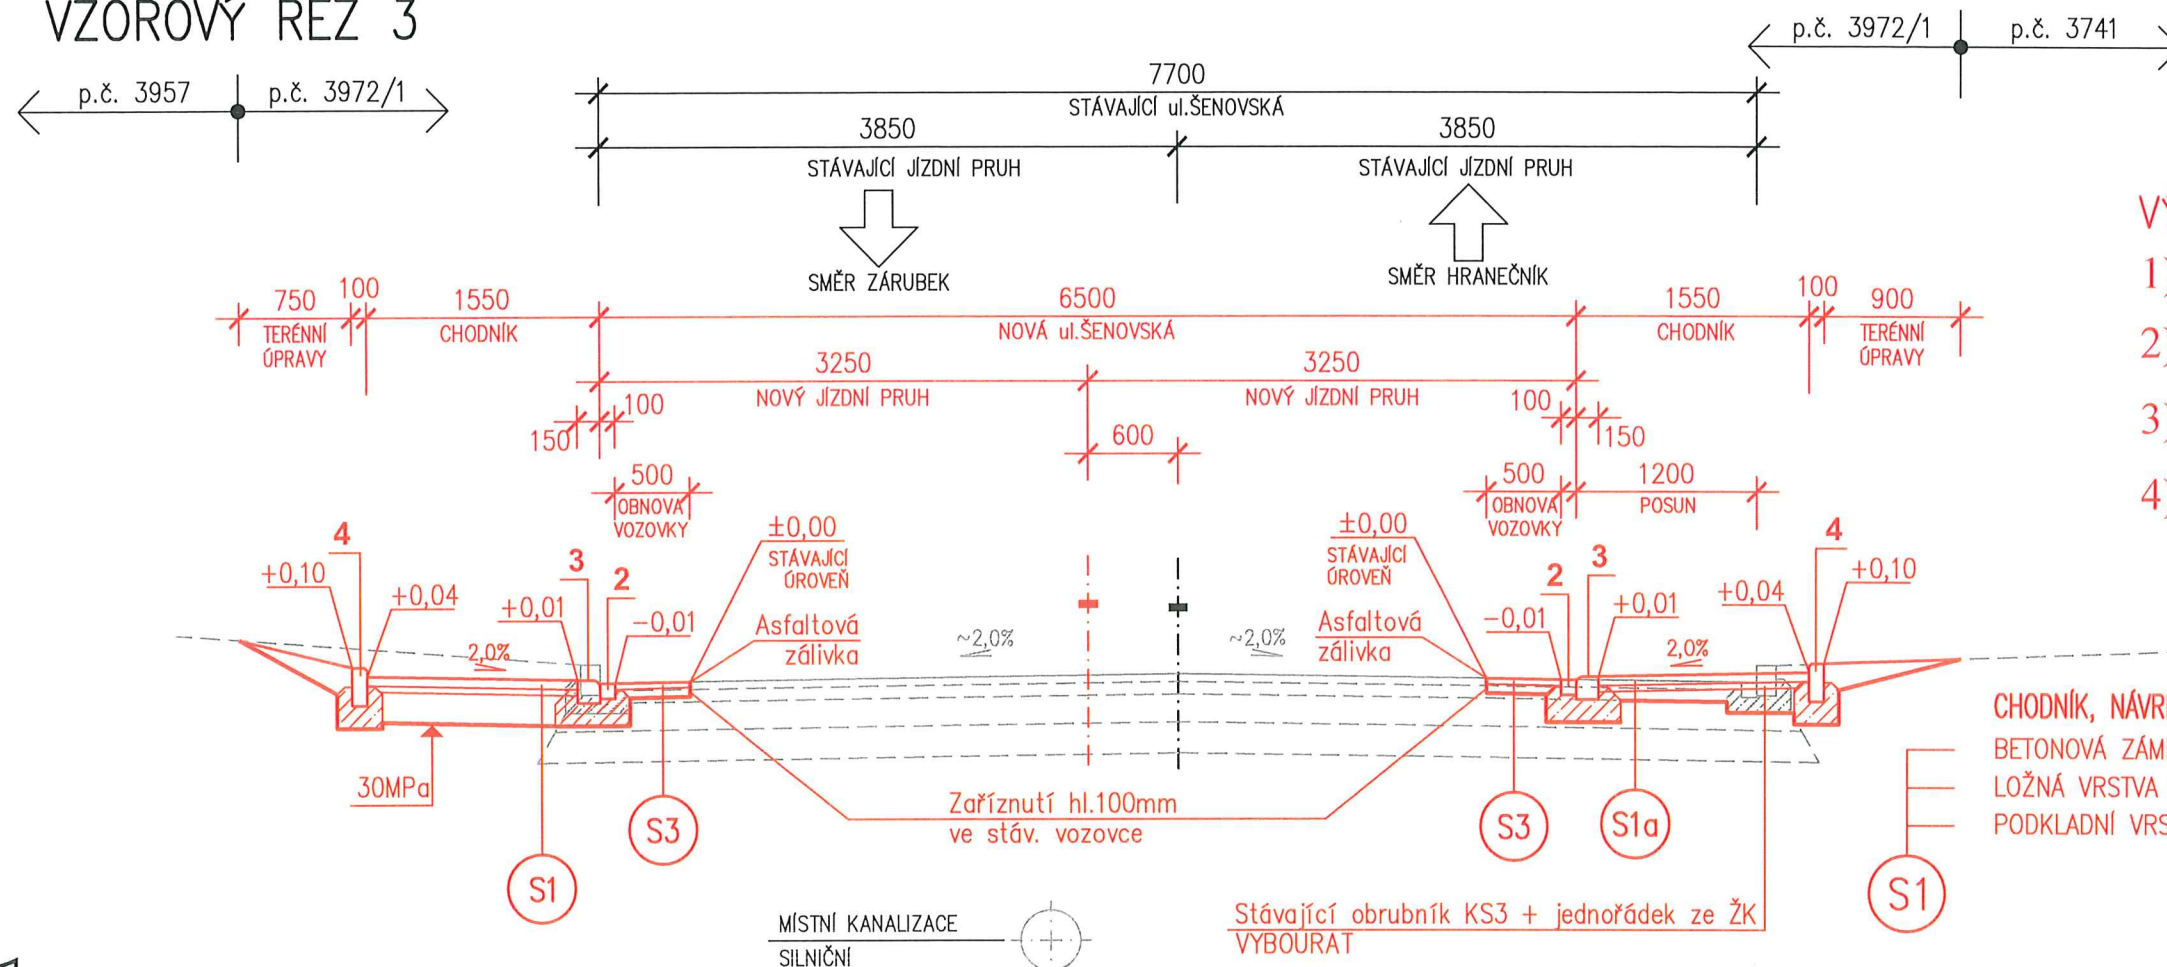 VZOROVÝ ŘEZ 3
p.č. 3957
p.č. 3972/1
p.č. 3972/1
p.č. 3741
7700
STÁVAJÍCÍ ul.ŠENOVSKÁ
3850
3850
STÁVAJÍCÍ JÍZDNÍ PRUH
STÁVAJÍCÍ JÍZDNÍ PRUH
SMĚR ZÁRUBEK
SMĚR HRANEČNÍK
750
100
1550
6500
1550
100
900
TERÉNNÍ
ÚPRAVY
CHODNÍK
NOVÁ ul.ŠENOVSKÁ
CHODNÍK
TERÉNNÍ
ÚPRAVY
3250
3250
NOVÝ JÍZDNÍ PRUH
NOVÝ JÍZDNÍ PRUH
150
100
600
100
150
500
OBNOVA
VOZOVKY
500
OBNOVA
VOZOVKY
1200
POSUN
±0,00
STÁVAJÍCÍ
ÚROVEŇ
±0,00
STÁVAJÍCÍ
ÚROVEŇ
4
+0,10
+0,04
3
2
+0,01
-0,01
Asfaltová
zálivka
~2,0%
~2,0%
Asfaltová
zálivka
2
3
-0,01
+0,01
+0,04
4
+0,10
2,0%
2,0%
30MPa
S1
S3
Zaříznutí hl.100mm
ve stáv. vozovce
S3
S1a
Stávající obrubník KS3 + jednořádek ze ŽK
VYBOURAT
MÍSTNÍ KANALIZACE
SILNIČNÍ
1)
2)
3)
4)
CHODNÍK,
BETONOVÁ
LOŽNÁ VRSTVA
PODKLADNÍ
S1